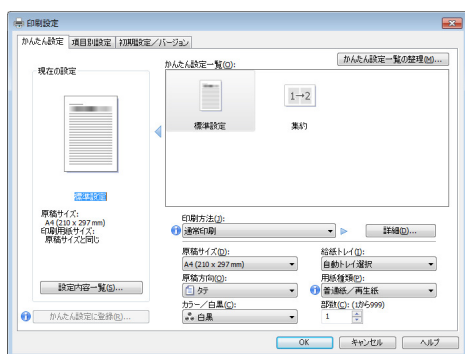 印刷設定
かんたん設定 項目別設定 初期設定/バージョン
現在の設定
かんたん設定一覧(Q):
かんたん設定一覧の整理(M)...
標準設定
1→2
集約
標準設定
原稿サイズ:
A4 (210 x 297 mm)
印刷用紙サイズ:
原稿サイズと同じ
設定内容一覧(S)...
かんたん設定に登録(R)...
印刷方法(J):
通常印刷
詳細(D)...
原稿サイズ(D):
A4 (210 x 297 mm)
給紙トレイ(I):
自動トレイ選択
原稿方向(O):
タテ
用紙種類(P):
普通紙/再生紙
カラー/白黒(C):
白黒
部数(C): (1から999)
1
OK
キャンセル
ヘルプ